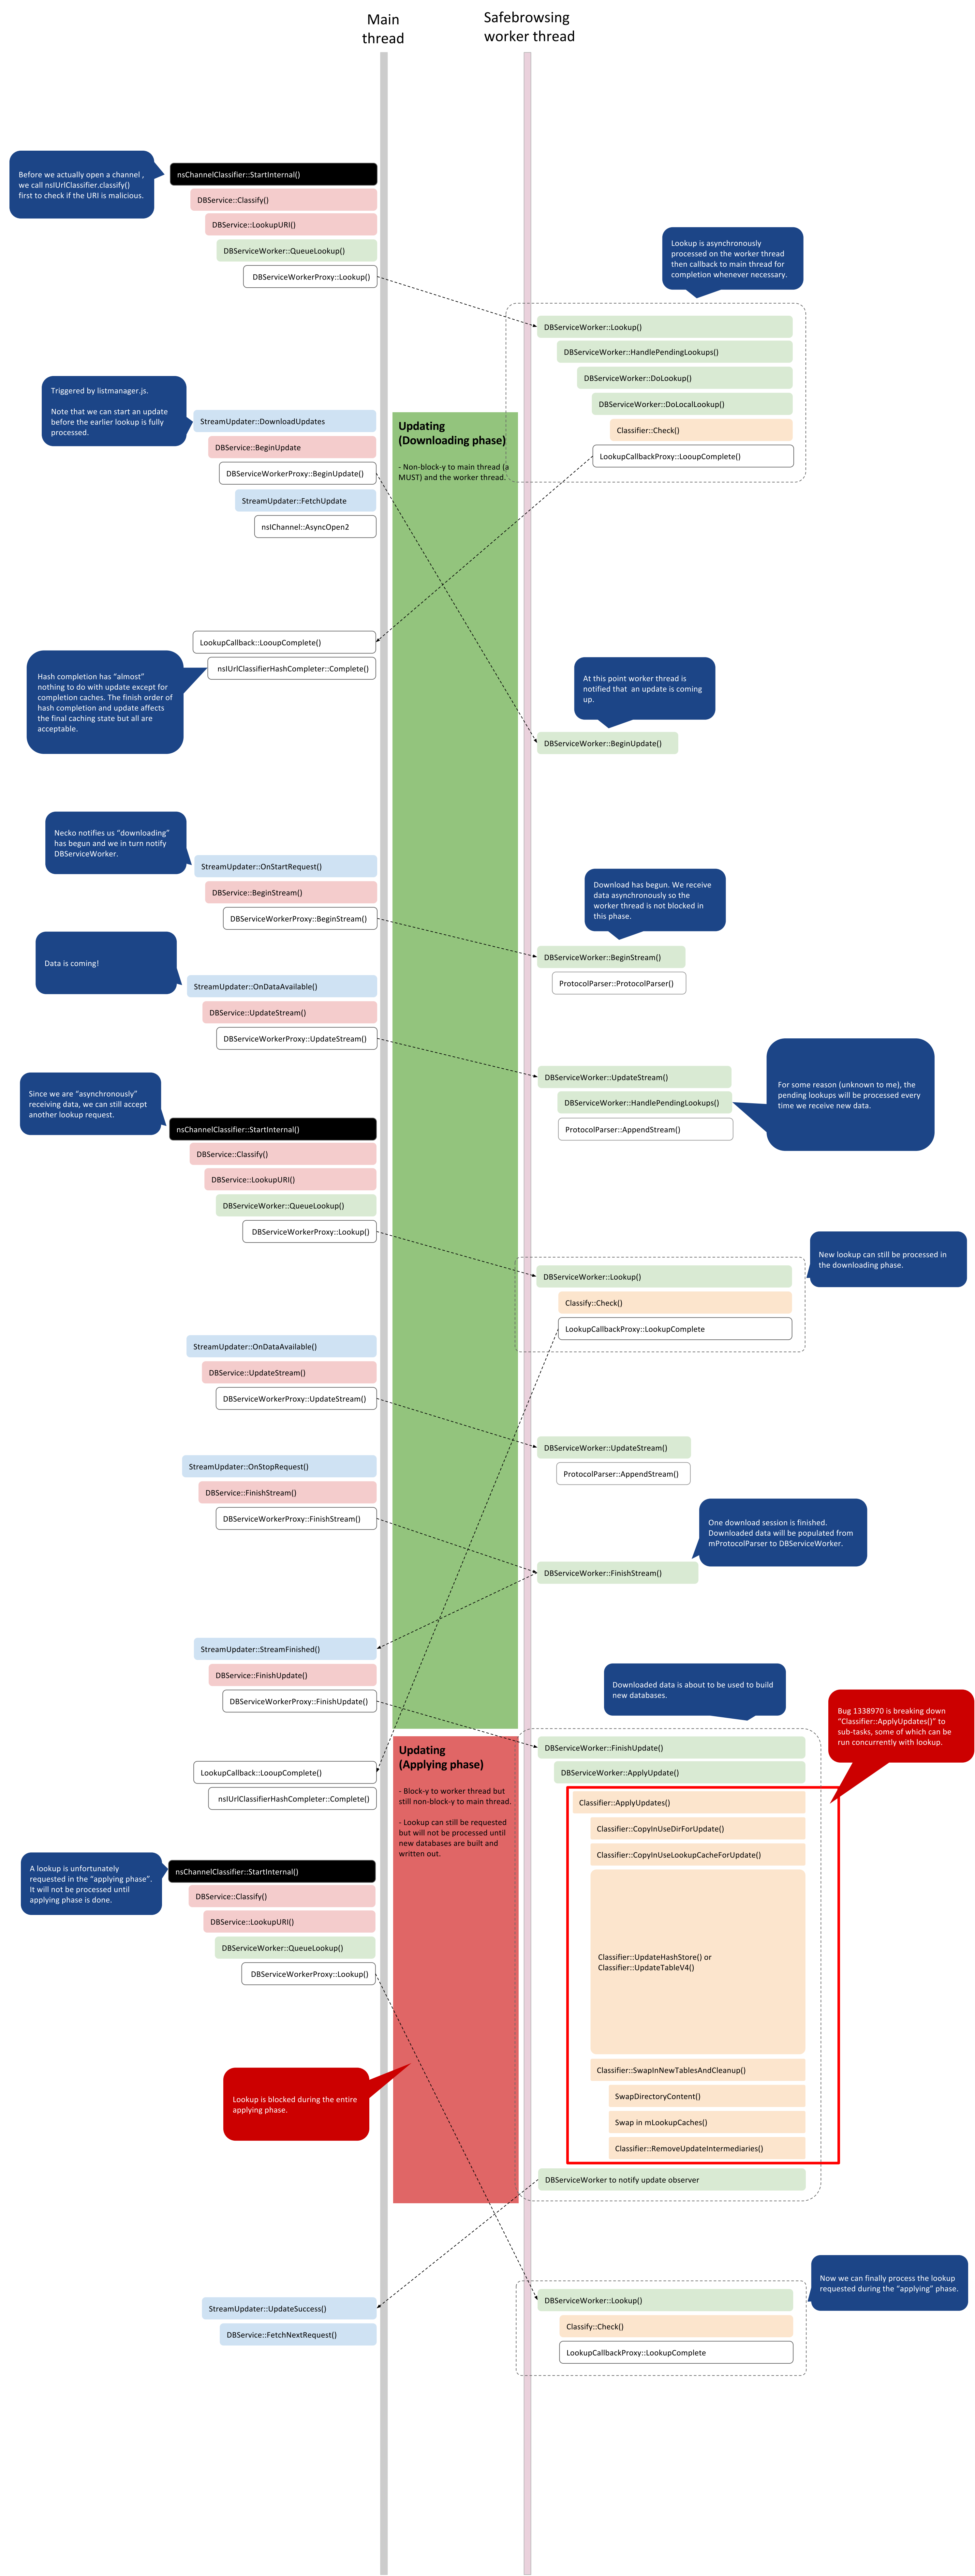 Main
thread
Safebrowsing
worker thread
Before we actually open a channel ,
we call nsIUrlClassifier.classify()
first to check if the URI is malicious.
nsChannelClassifier::StartInternal()
DBService::Classify()
DBService::LookupURI()
DBServiceWorker::QueueLookup()
DBServiceWorkerProxy::Lookup()
Lookup is asynchronously
processed on the worker thread
then callback to main thread for
completion whenever necessary.
DBServiceWorker::Lookup()
DBServiceWorker::HandlePendingLookups()
DBServiceWorker::DoLookup()
DBServiceWorker::DoLocalLookup()
Classifier::Check()
LookupCallbackProxy::LooupComplete()
Triggered by listmanager.js.
Note that we can start an update
before the earlier lookup is fully
processed.
StreamUpdater::DownloadUpdates
DBService::BeginUpdate
DBServiceWorkerProxy::BeginUpdate()
StreamUpdater::FetchUpdate
nsIChannel::AsyncOpen2
Updating
(Downloading phase)
- Non-block-y to main thread (a
MUST) and the worker thread.
LookupCallback::LooupComplete()
nsIUrlClassifierHashCompleter::Complete()
Hash completion has “almost”
nothing to do with update except for
completion caches. The finish order of
hash completion and update affects
the final caching state but all are
acceptable.
At this point worker thread is
notified that  an update is coming
up.
DBServiceWorker::BeginUpdate()
Necko notifies us “downloading”
has begun and we in turn notify
DBServiceWorker.
StreamUpdater::OnStartRequest()
DBService::BeginStream()
DBServiceWorkerProxy::BeginStream()
Download has begun. We receive
data asynchronously so the
worker thread is not blocked in
this phase.
DBServiceWorker::BeginStream()
ProtocolParser::ProtocolParser()
Data is coming!
StreamUpdater::OnDataAvailable()
DBService::UpdateStream()
DBServiceWorkerProxy::UpdateStream()
DBServiceWorker::UpdateStream()
DBServiceWorker::HandlePendingLookups()
ProtocolParser::AppendStream()
For some reason (unknown to me), the
pending lookups will be processed every
time we receive new data.
Since we are “asynchronously”
receiving data, we can still accept
another lookup request.
nsChannelClassifier::StartInternal()
DBService::Classify()
DBService::LookupURI()
DBServiceWorker::QueueLookup()
DBServiceWorkerProxy::Lookup()
New lookup can still be processed in
the downloading phase.
DBServiceWorker::Lookup()
Classify::Check()
LookupCallbackProxy::LookupComplete
StreamUpdater::OnDataAvailable()
DBService::UpdateStream()
DBServiceWorkerProxy::UpdateStream()
DBServiceWorker::UpdateStream()
ProtocolParser::AppendStream()
StreamUpdater::OnStopRequest()
DBService::FinishStream()
DBServiceWorkerProxy::FinishStream()
One download session is finished.
Downloaded data will be populated from
mProtocolParser to DBServiceWorker.
DBServiceWorker::FinishStream()
StreamUpdater::StreamFinished()
DBService::FinishUpdate()
DBServiceWorkerProxy::FinishUpdate()
Downloaded data is about to be used to build
new databases.
Bug 1338970 is breaking down
“Classifier::ApplyUpdates()” to
sub-tasks, some of which can be
run concurrently with lookup.
Updating
(Applying phase)
- Block-y to worker thread but
still non-block-y to main thread.
- Lookup can still be requested
but will not be processed until
new databases are built and
written out.
DBServiceWorker::FinishUpdate()
DBServiceWorker::ApplyUpdate()
Classifier::ApplyUpdates()
Classifier::CopyInUseDirForUpdate()
Classifier::CopyInUseLookupCacheForUpdate()
Classifier::UpdateHashStore() or
Classifier::UpdateTableV4()
Classifier::SwapInNewTablesAndCleanup()
SwapDirectoryContent()
Swap in mLookupCaches()
Classifier::RemoveUpdateIntermediaries()
DBServiceWorker to notify update observer
LookupCallback::LooupComplete()
nsIUrlClassifierHashCompleter::Complete()
A lookup is unfortunately
requested in the “applying phase”.
It will not be processed until
applying phase is done.
nsChannelClassifier::StartInternal()
DBService::Classify()
DBService::LookupURI()
DBServiceWorker::QueueLookup()
DBServiceWorkerProxy::Lookup()
Lookup is blocked during the entire
applying phase.
Now we can finally process the lookup
requested during the “applying” phase.
DBServiceWorker::Lookup()
Classify::Check()
LookupCallbackProxy::LookupComplete
StreamUpdater::UpdateSuccess()
DBService::FetchNextRequest()